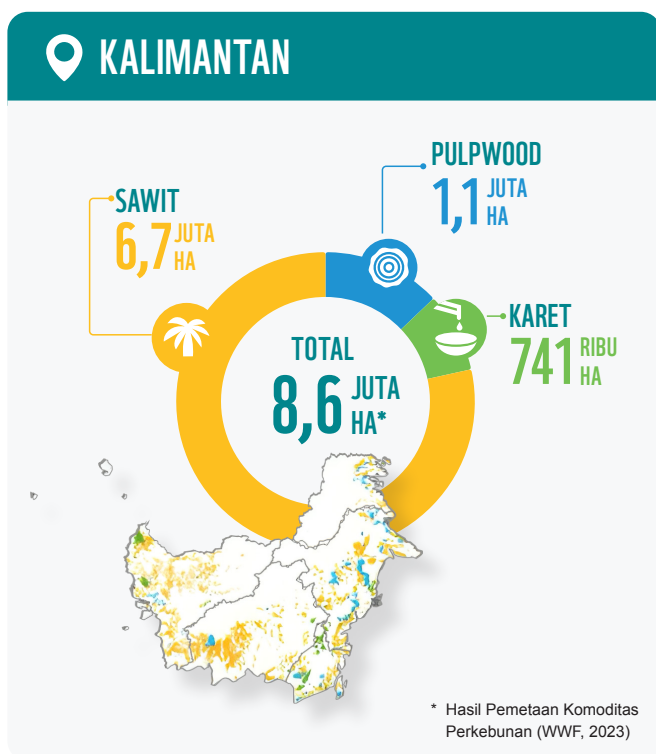 KALIMANTAN
PULPWOOD
1,1 JUTA
HA
SAWIT
6,7 JUTA
HA
KARET
741 RIBU
HA
TOTAL
8,6 JUTA
HA*
* Hasil Pemetaan Komoditas
Perkebunan (WWF, 2023)